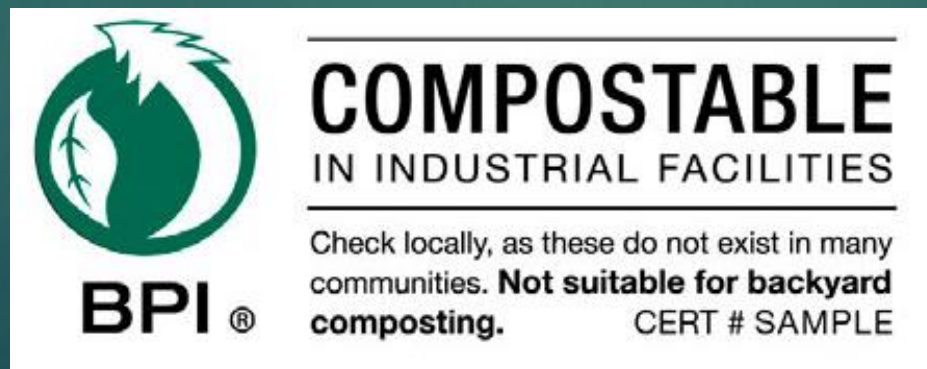 COMPOSTABLE
IN INDUSTRIAL FACILITIES
Check locally, as these do not exist in many
communities. Not suitable for backyard
composting. CERT # SAMPLE
BPI ®